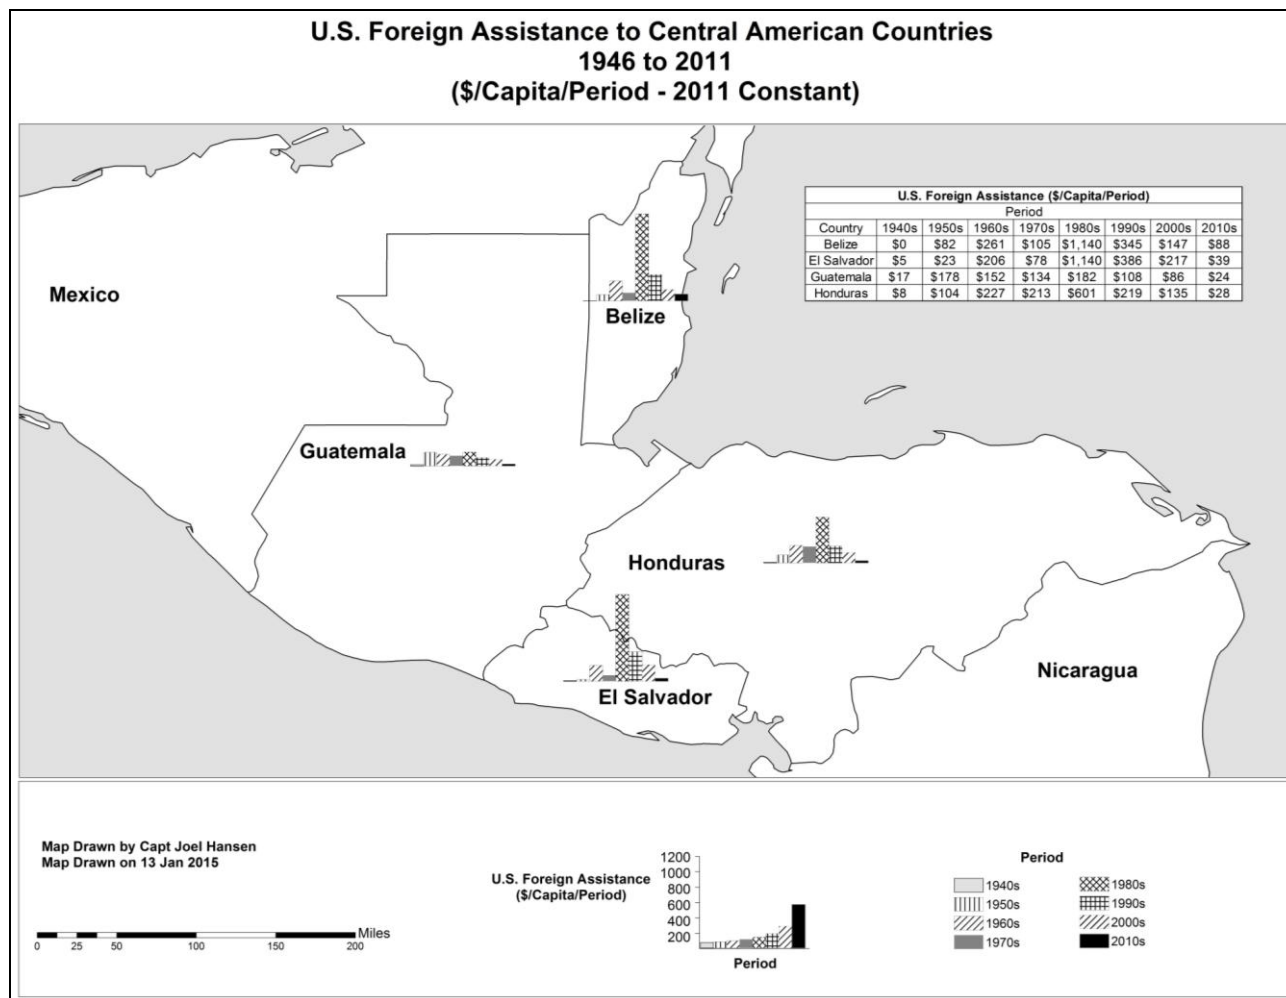 U.S. Foreign Assistance to Central American Countries
1946 to 2011
($/Capita/Period - 2011 Constant)
U.S. Foreign Assistance ($/Capita/Period)
Period
Country 1940s 1950s 1960s 1970s 1980s 1990s 2000s 2010s
Belize $0 $82 $261 $105 $1,140 $345 $147 $88
El Salvador $5 $23 $206 $78 $1,140 $386 $217 $39
Guatemala $17 $178 $152 $134 $182 $108 $86 $24
Honduras $8 $104 $227 $213 $601 $219 $135 $28
Mexico
Belize
Guatemala
Honduras
Nicaragua
El Salvador
Map Drawn by Capt Joel Hansen
Map Drawn on 13 Jan 2015
0 25 50 100 150 200 Miles
U.S. Foreign Assistance
($/Capita/Period)
1200
1000
800
600
400
200
Period
Period
1940s 1980s
1950s 1990s
1960s 2000s
1970s 2010s